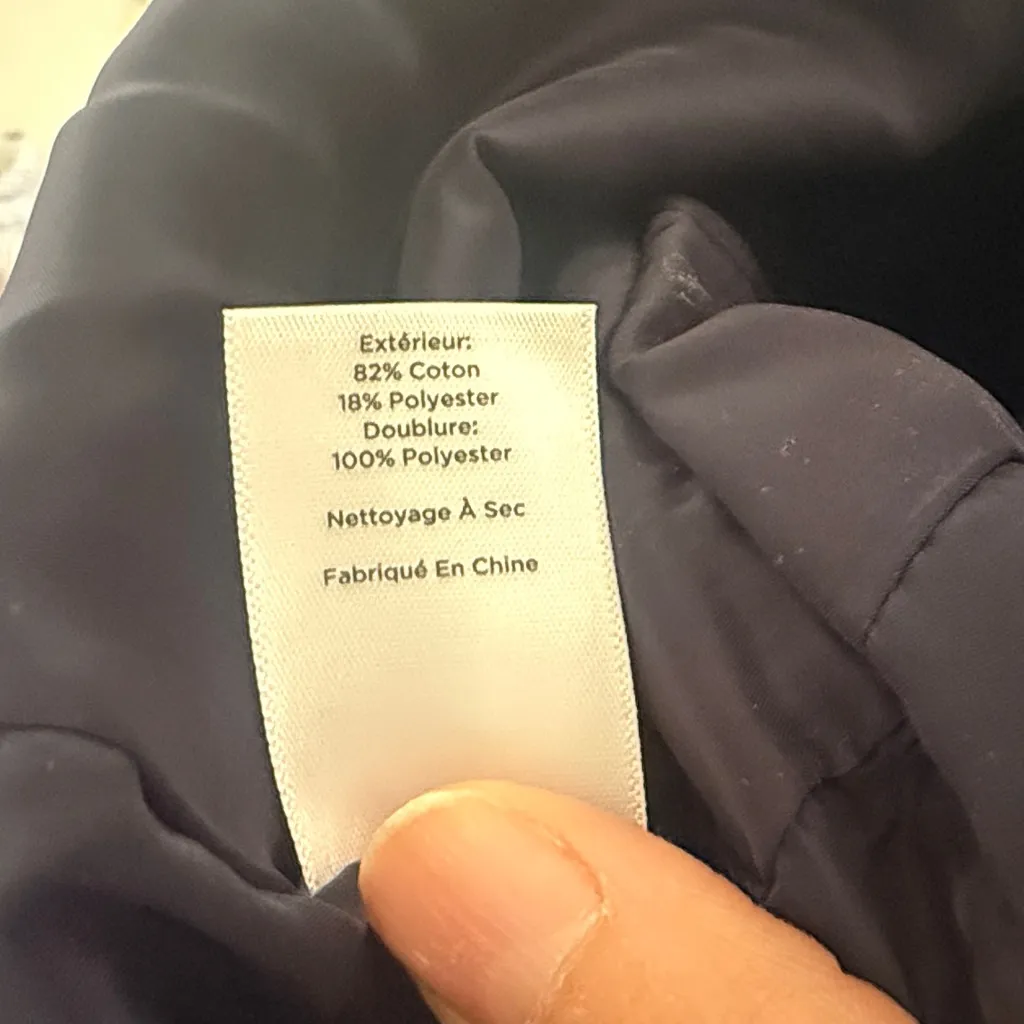 Extérieur:
82% Coton
18% Polyester
Doublure:
100% Polyester
Nettoyage À Sec
Fabriqué En Chine